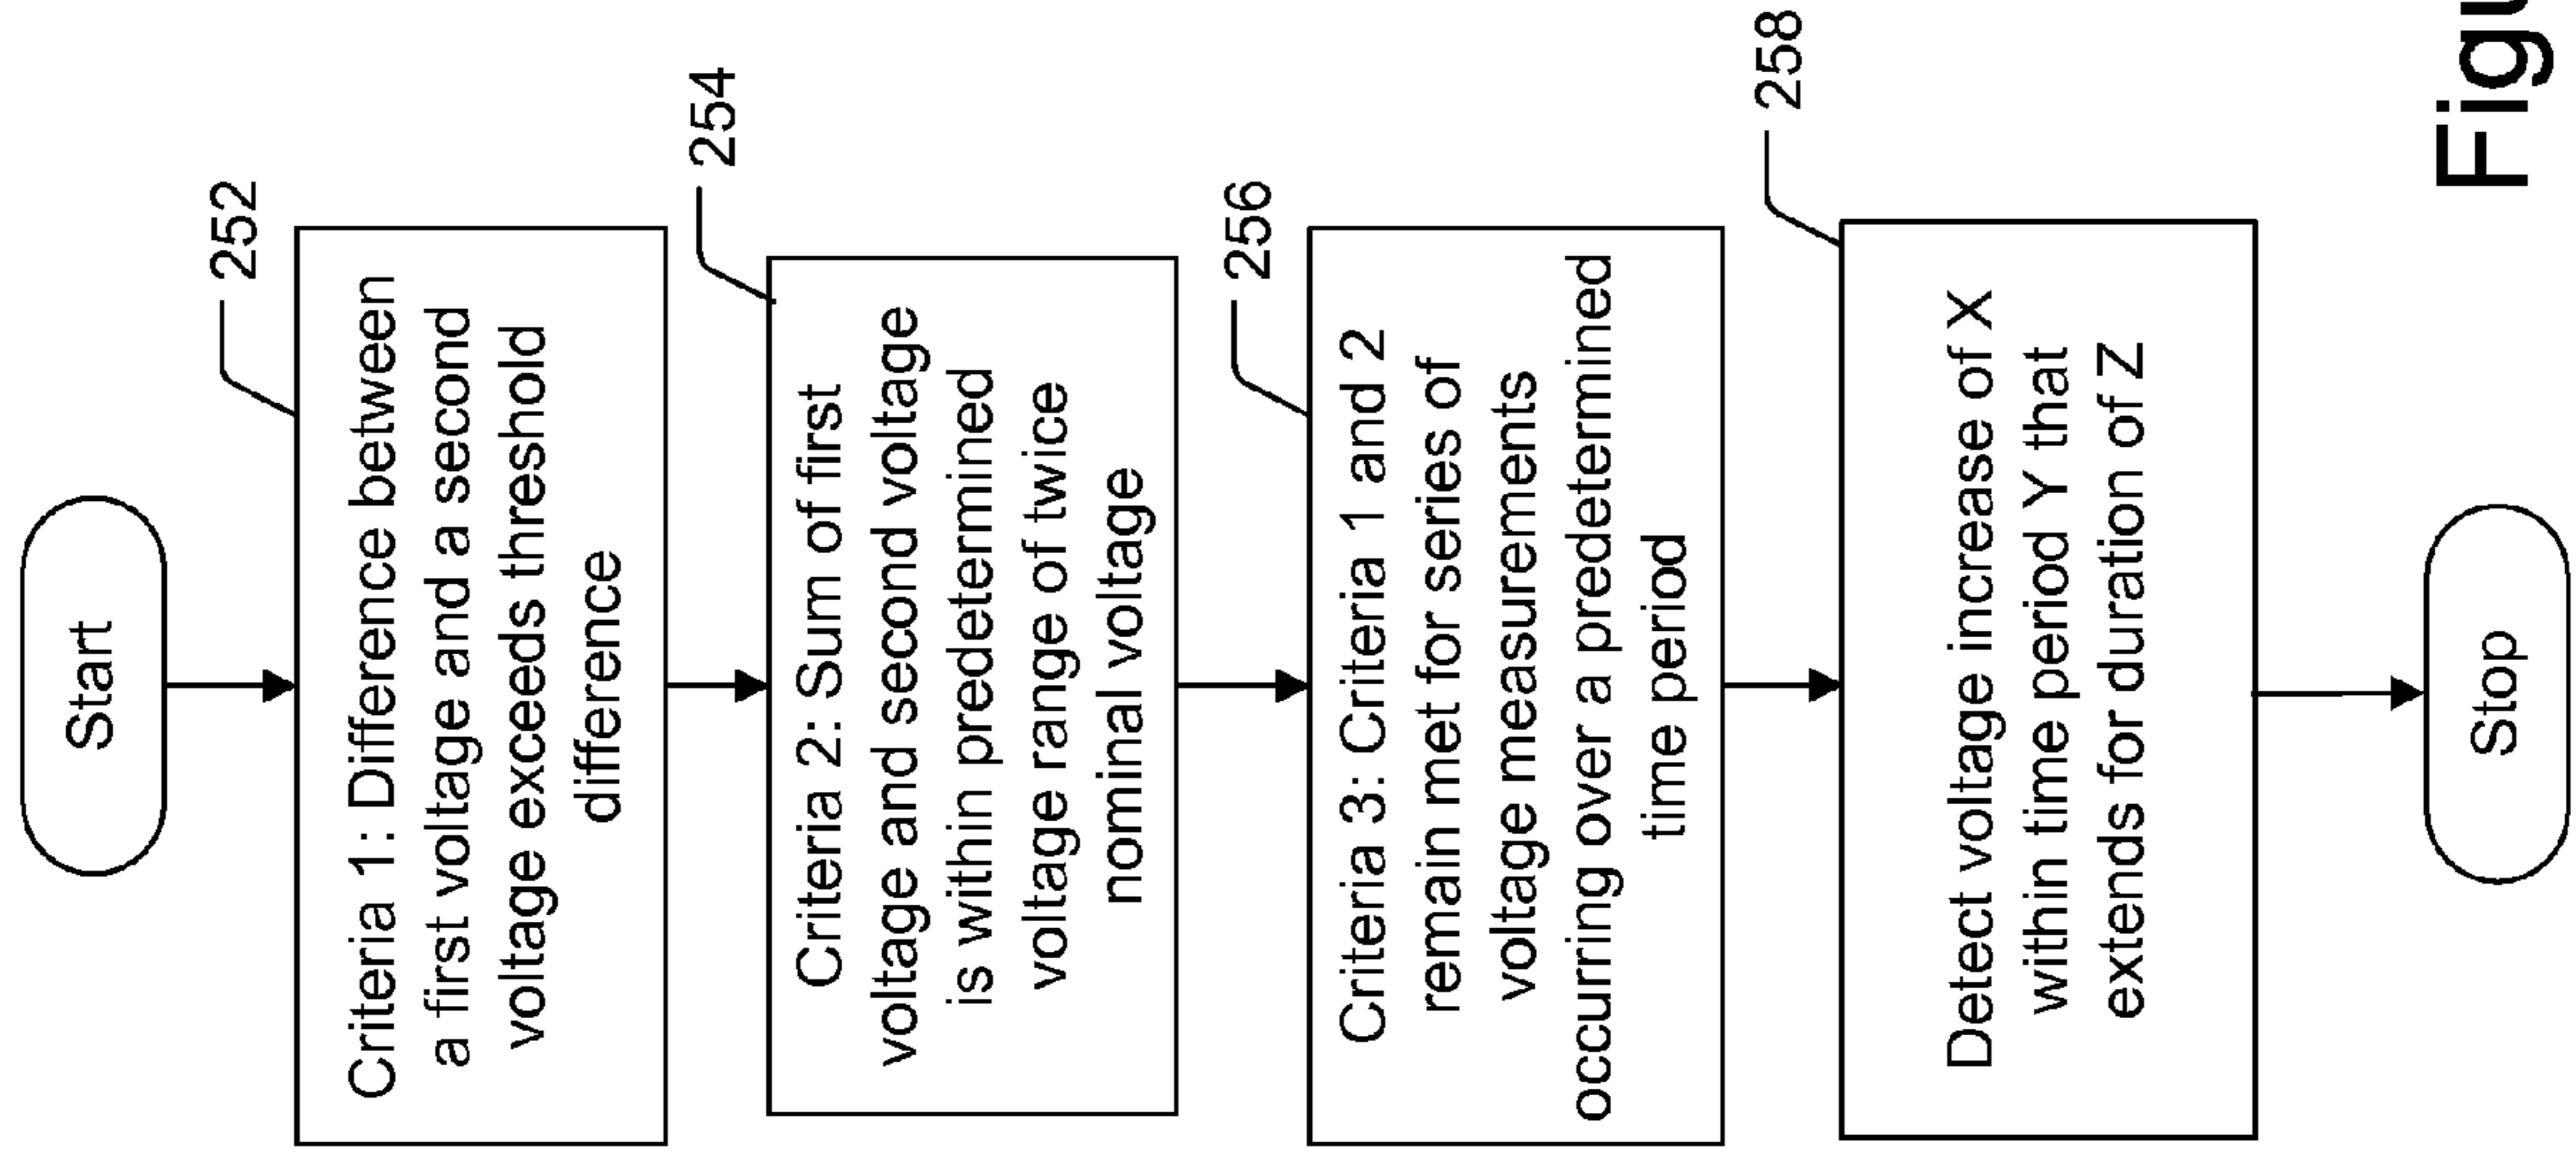 Start
252
Criteria 1: Difference between
a first voltage and a second
voltage exceeds threshold
difference
254
Criteria 2: Sum of first
voltage and second voltage
is within predetermined
voltage range of twice
nominal voltage
256
Criteria 3: Criteria 1 and 2
remain met for series of
voltage measurements
occurring over a predetermined
time period
258
Detect voltage increase of X
within time period Y that
extends for duration of Z
Stop